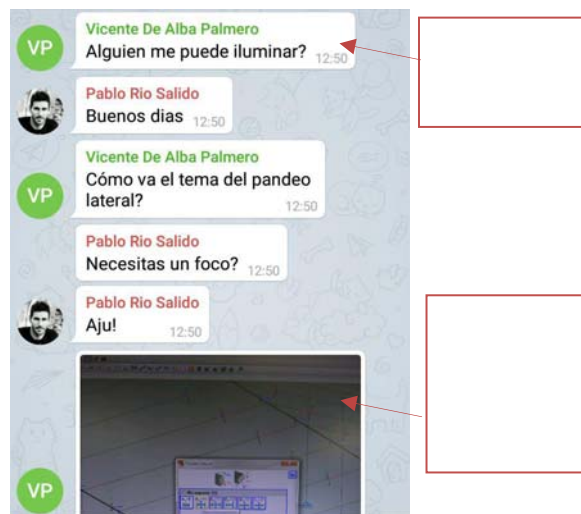 Vicente De Alba Palmero
VP
Alguien me puede iluminar? 12:50
Pablo Rio Salido
Buenos dias 12:50
Vicente De Alba Palmero
Cómo va el tema del pandeo
VP
lateral? 12:50
Pablo Rio Salido
Necesitas un foco? 12:50
Pablo Rio Salido
Aju! 12:50
VP